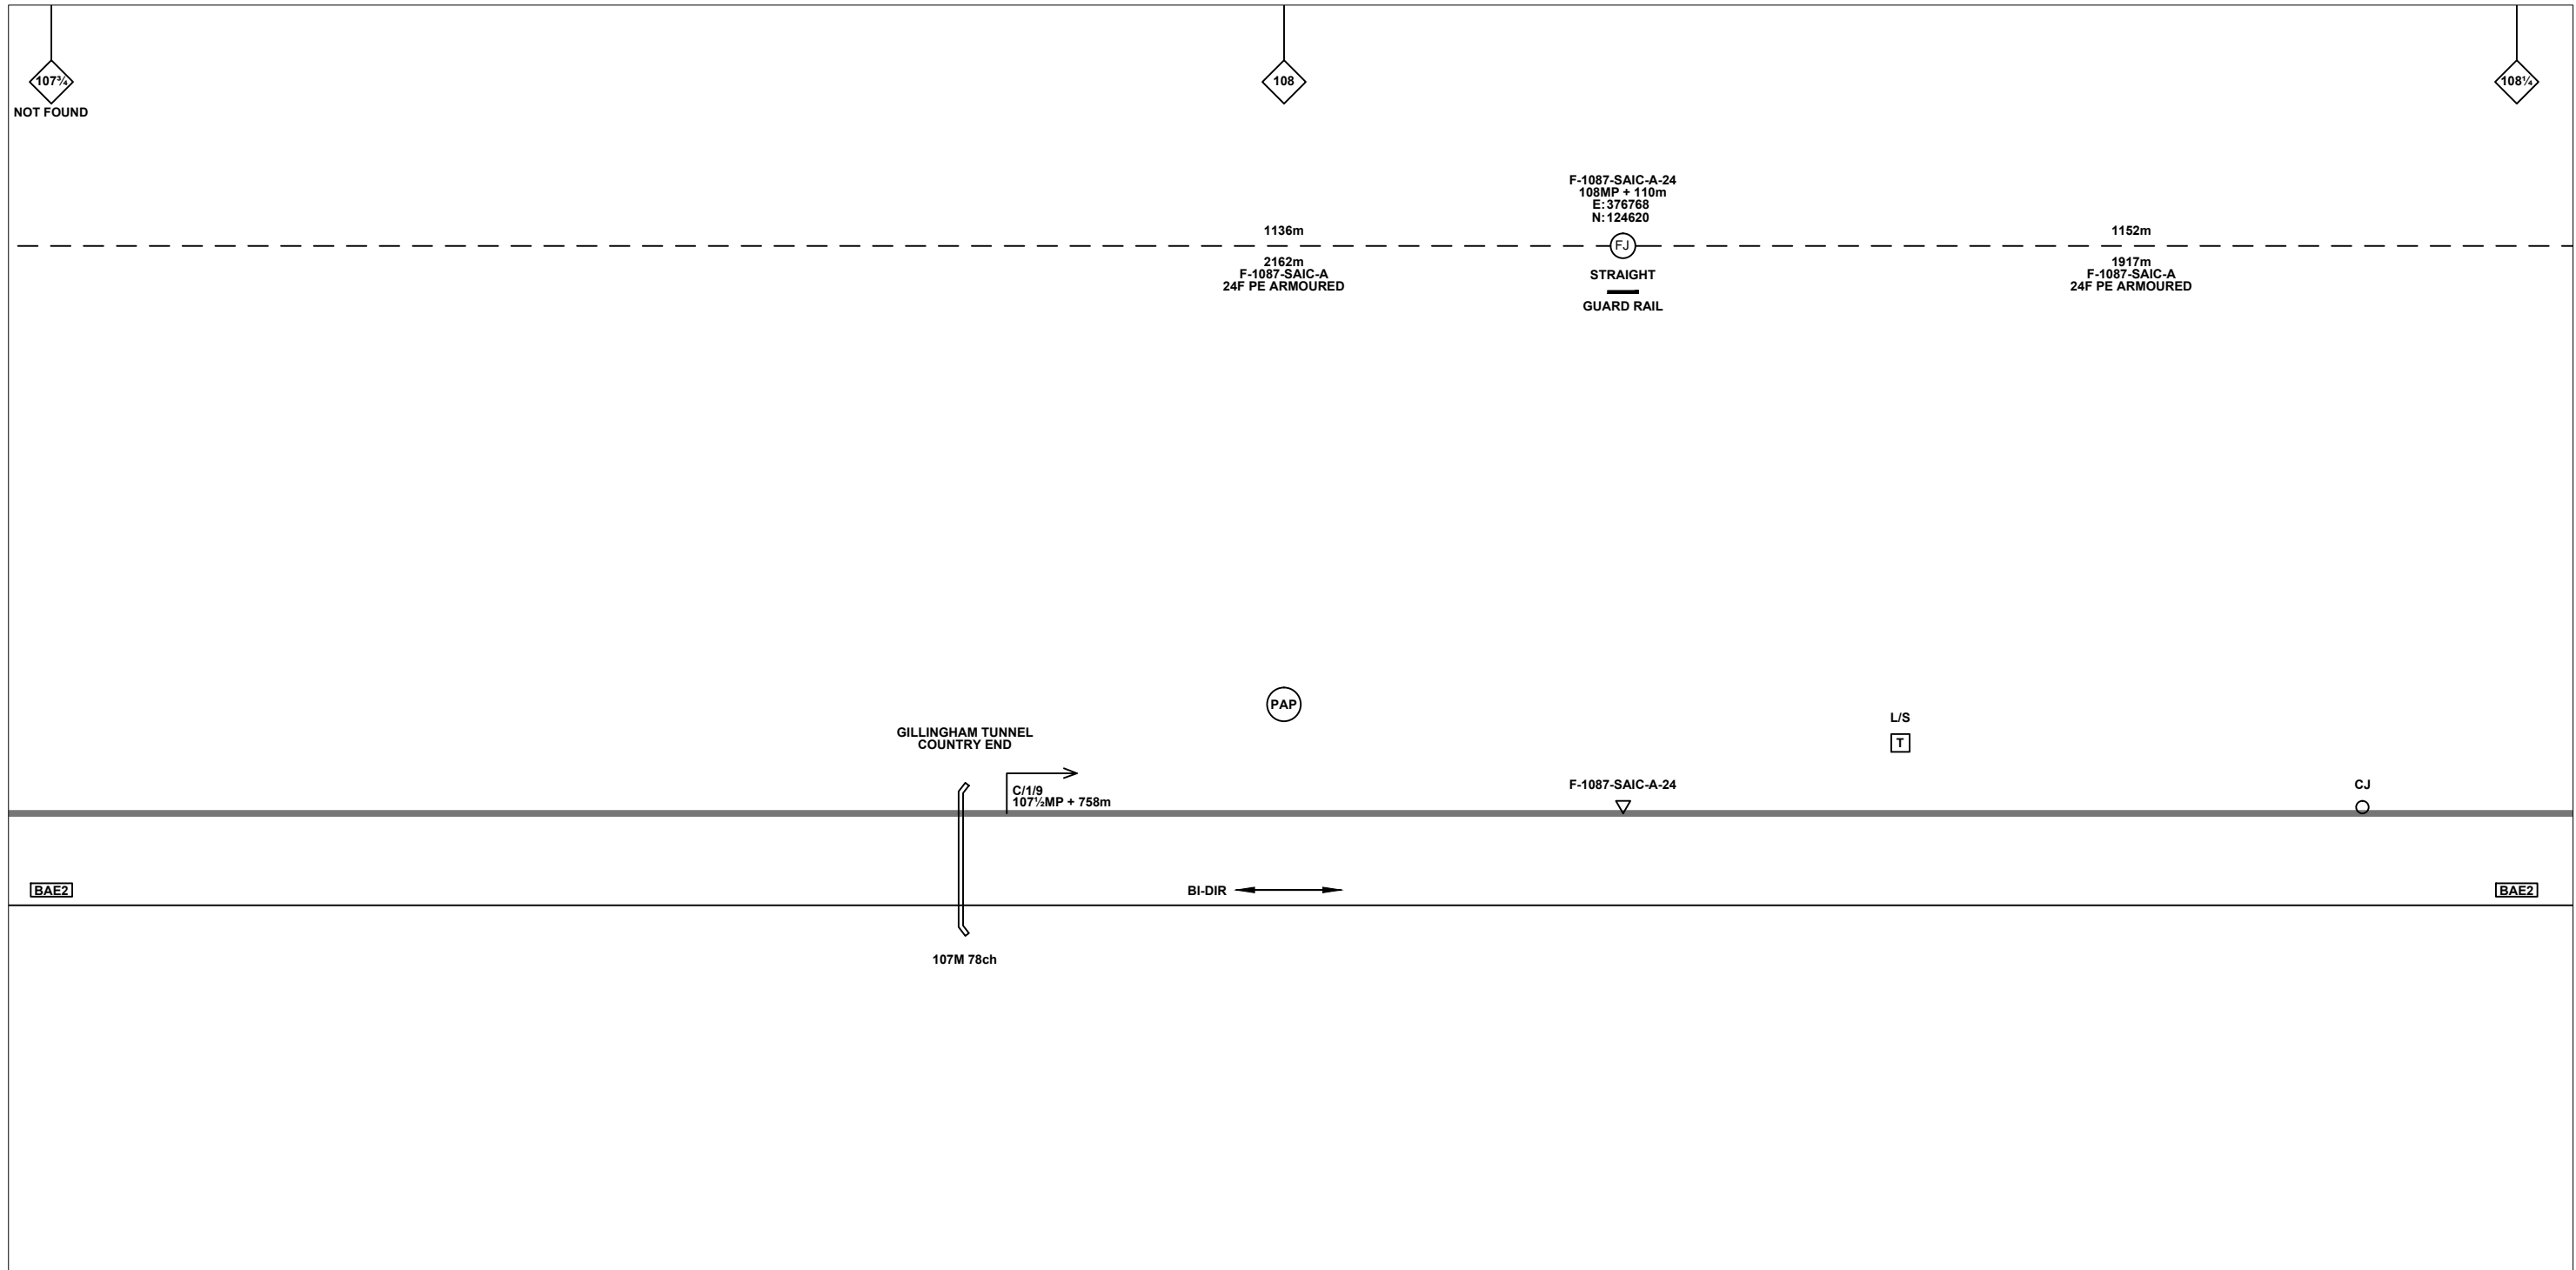 107¾
NOT FOUND
108
108¼
F-1087-SAIC-A-24
108MP + 110m
E:376768
N:124620
1136m
FJ
1152m
2162m
F-1087-SAIC-A
24F PE ARMOURED
STRAIGHT
GUARD RAIL
1917m
F-1087-SAIC-A
24F PE ARMOURED
PAP
L/S
T
GILLINGHAM TUNNEL
COUNTRY END
C/1/9
107½MP + 758m
F-1087-SAIC-A-24
CJ
BAE2
BI-DIR
BAE2
107M 78ch